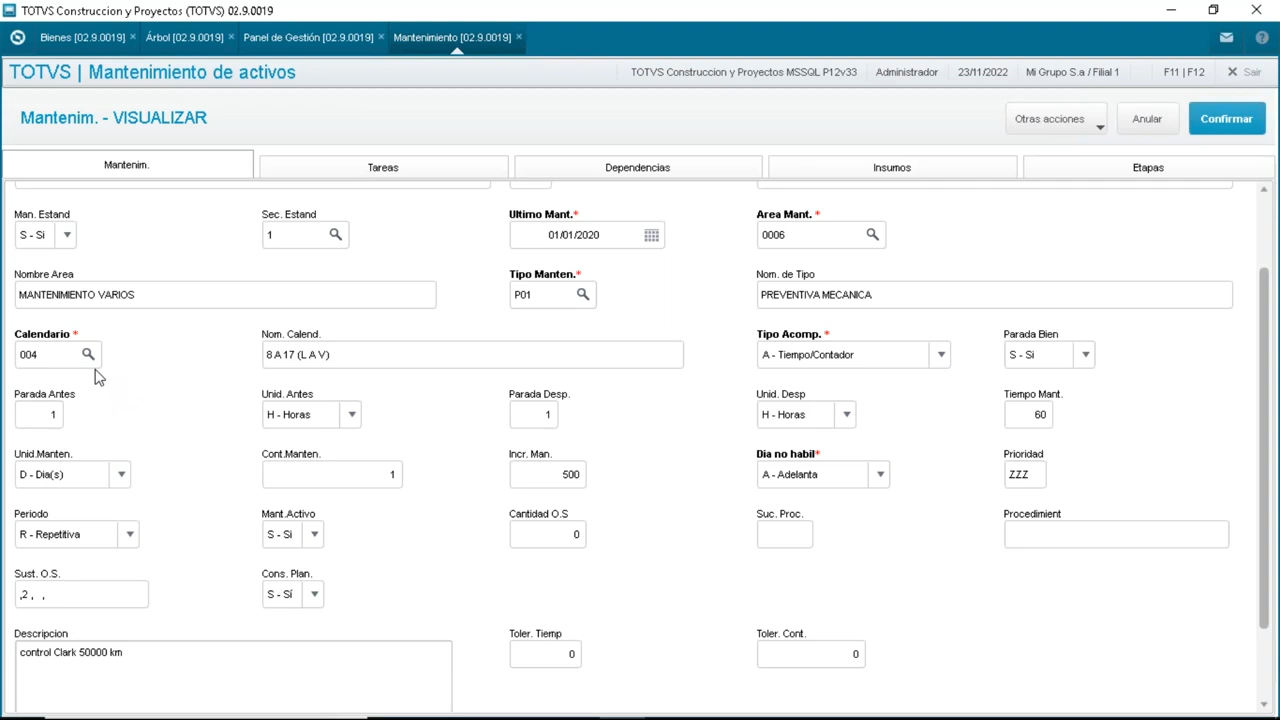 TOTVS Construccion y Proyectos (TOTVS) 02.9.0019
Bienes [02.9.0019] × Árbol [02.9.0019] × Panel de Gestión [02.9.0019] × Mantenimiento [02.9.0019] ×
TOTVS | Mantenimiento de activos
TOTVS Construccion y Proyectos MSSQL P12v33 Administrador 23/11/2022 Mi Grupo S.a / Filial 1 F11 | F12 Sair
Mantenim. - VISUALIZAR
Otras acciones Anular Confirmar
Mantenim. Tareas Dependencias Insumos Etapas
Man. Estand Sec. Estand Ultimo Mant.* Area Mant. *
S - Si 1 01/01/2020 0006
Nombre Area Tipo Manten.* Nom. de Tipo
MANTENIMIENTO VARIOS P01 PREVENTIVA MECANICA
Calendario * Nom. Calend. Tipo Acomp. * Parada Bien
004 8 A 17 (L A V) A - Tiempo/Contador S - Si
Parada Antes Unid. Antes Parada Desp. Unid. Desp Tiempo Mant.
1 H - Horas 1 H - Horas 60
Unid.Manten. Cont.Manten. Incr. Man. Dia no habil* Prioridad
D - Dia(s) 1 500 A - Adelanta ZZZ
Periodo Mant.Activo Cantidad O.S Suc. Proc. Procedimient
R - Repetitiva S - Si 0
Sust. O.S. Cons. Plan.
,2 , , S - Sí
Descripcion Toler. Tiemp Toler. Cont.
control Clark 50000 km 0 0